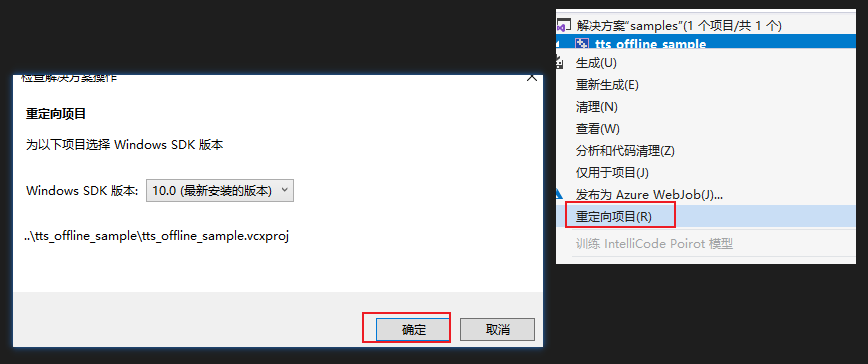 检查解决方案操作
重定向项目
为以下项目选择 Windows SDK 版本
Windows SDK 版本: 10.0 (最新安装的版本)
..\tts_offline_sample\tts_offline_sample.vcxproj
确定 取消
解决方案“samples”(1 个项目/共 1 个)
tts_offline_sample
生成(U)
重新生成(E)
清理(N)
查看(W)
分析和代码清理(Z)
仅用于项目(J)
发布为 Azure WebJob(J)...
重定向项目(R)
训练 IntelliCode Poirot 模型